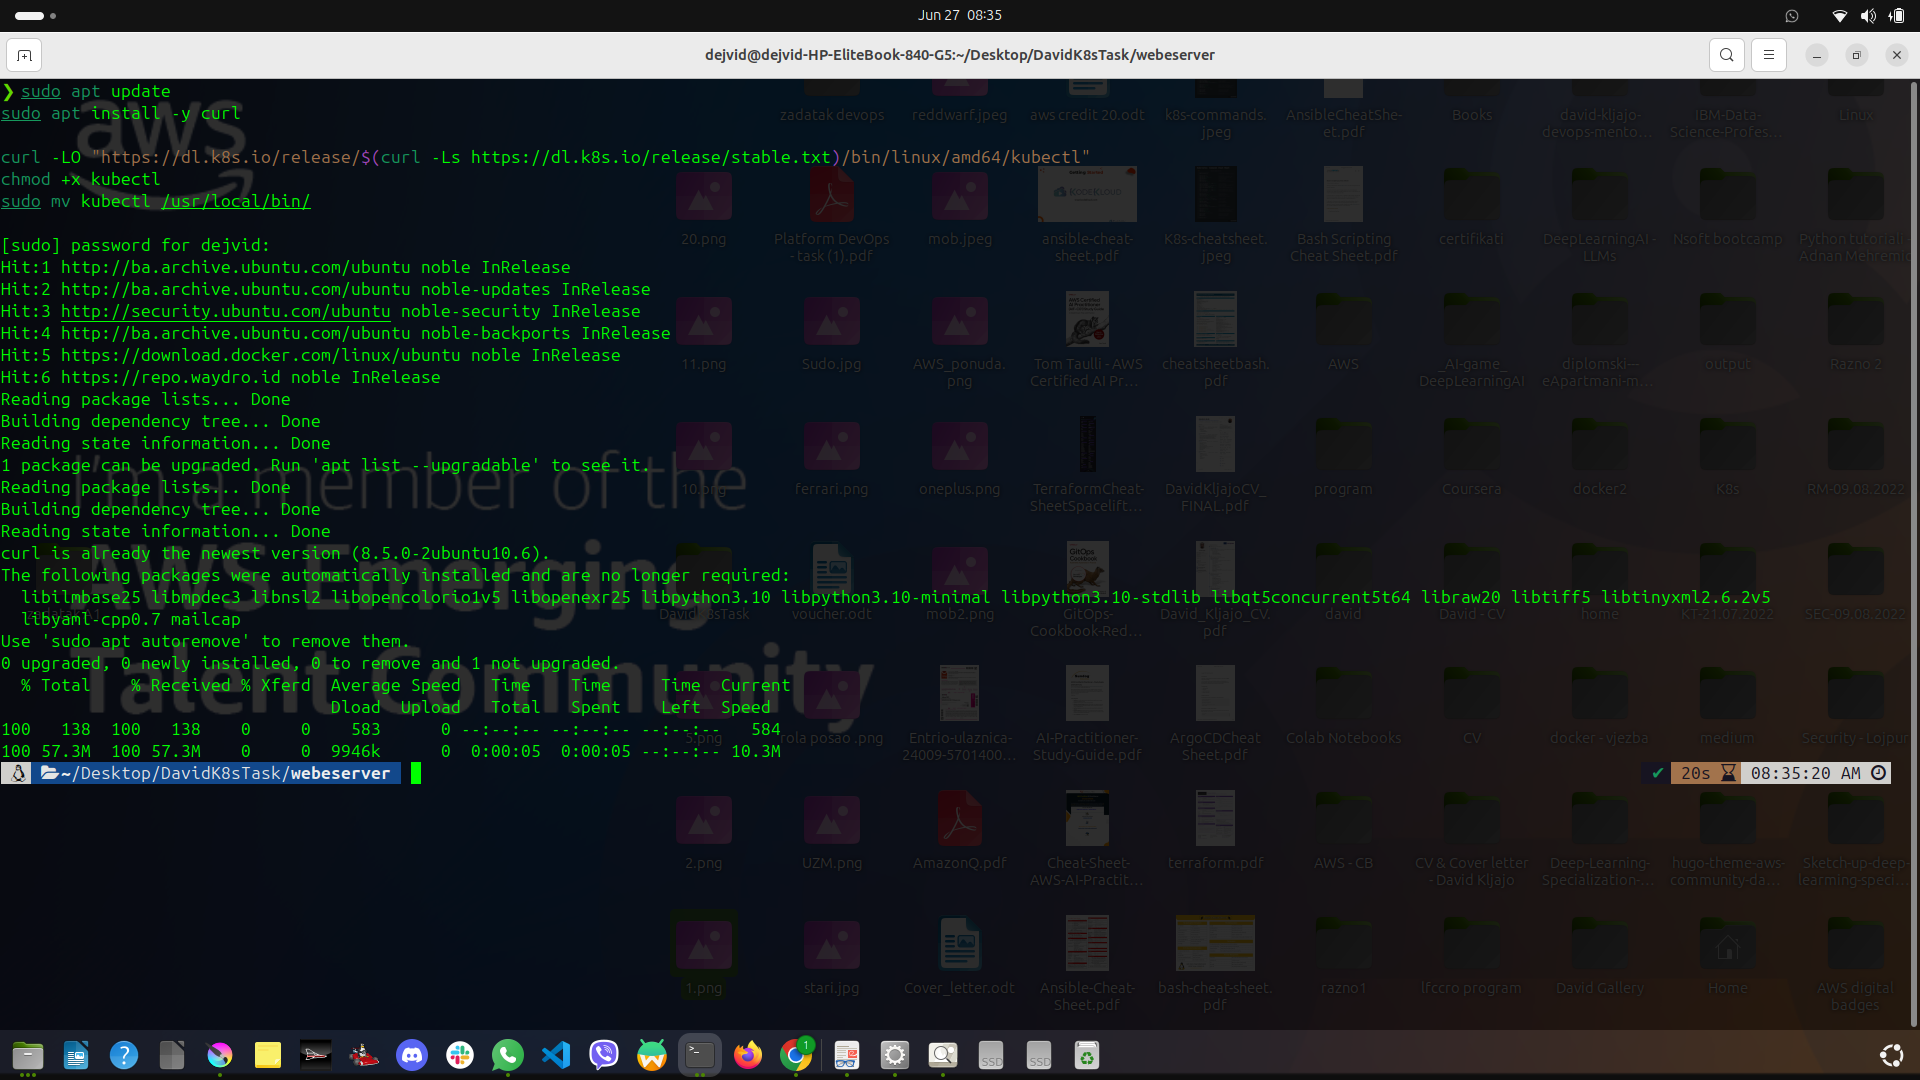 Jun 27 08:35
dejvid@dejvid-HP-EliteBook-840-G5:~/Desktop/DavidK8sTask/webeserver
❯ sudo apt update
sudo apt install -y curl
curl -LO "https://dl.k8s.io/release/$(curl -Ls https://dl.k8s.io/release/stable.txt)/bin/linux/amd64/kubectl"
chmod +x kubectl
sudo mv kubectl /usr/local/bin/
[sudo] password for dejvid:
Hit:1 http://ba.archive.ubuntu.com/ubuntu noble InRelease
Hit:2 http://ba.archive.ubuntu.com/ubuntu noble-updates InRelease
Hit:3 http://security.ubuntu.com/ubuntu noble-security InRelease
Hit:4 http://ba.archive.ubuntu.com/ubuntu noble-backports InRelease
Hit:5 https://download.docker.com/linux/ubuntu noble InRelease
Hit:6 https://repo.waydro.id noble InRelease
Reading package lists... Done
Building dependency tree... Done
Reading state information... Done
1 package can be upgraded. Run 'apt list --upgradable' to see it.
Reading package lists... Done
Building dependency tree... Done
Reading state information... Done
curl is already the newest version (8.5.0-2ubuntu10.6).
The following packages were automatically installed and are no longer required:
libilmbase25 libmpdec3 libnsl2 libopencolorio1v5 libopenexr25 libpython3.10 libpython3.10-minimal libpython3.10-stdlib libqt5concurrent5t64 libraw20 libtiff5 libtinyxml2.6.2v5
libyaml-cpp0.7 mailcap
Use 'sudo apt autoremove' to remove them.
0 upgraded, 0 newly installed, 0 to remove and 1 not upgraded.
% Total % Received % Xferd Average Speed Time Time Time Current
Dload Upload Total Spent Left Speed
100 138 100 138 0 0 583 0 --:--:-- --:--:-- --:--:-- 584
100 57.3M 100 57.3M 0 0 9946k 0 0:00:05 0:00:05 --:--:-- 10.3M
~/Desktop/DavidK8sTask/webeserver
✔ 20s 08:35:20 AM
aws
I'm a member of the
AWS Emerging
Talent Community
zadatak devops
reddwarf.jpeg
aws credit 20.odt
k8s-commands.
jpeg
AnsibleCheatShe-
et.pdf
Books
david-kljajo-
devops-mento...
IBM-Data-
Science-Profes...
Linux
20.png
Platform DevOps
- task (1).pdf
mob.jpeg
ansible-cheat-
sheet.pdf
K8s-cheatsheet.
jpeg
Bash Scripting
Cheat Sheet.pdf
certifikati
DeepLearningAI -
LLMs
Nsoft bootcamp
11.png
Sudo.jpg
AWS_ponuda.
png
Tom Taulli - AWS
Certified AI Pr...
cheatsheetbash.
pdf
AWS
_AI-game_
DeepLearningAI
diplomski---
eApartmani-m...
output
Razno 2
10.png
ferrari.png
oneplus.png
TerraformCheat-
SheetSpacelift...
DavidKljajoCV_
FINAL.pdf
program
Coursera
docker2
K8s
RM-09.08.2022
DavidK8sTask
voucher.odt
mob2.png
GitOps-
Cookbook-Red...
David_Kljajo_CV.
pdf
david
David - CV
home
KT-21.07.2022
SEC-09.08.2022
5.png
rola posao .png
Entrio-ulaznica-
24009-5701400...
AI-Practitioner-
Study-Guide.pdf
ArgoCDCheat
Sheet.pdf
Colab Notebooks
CV
docker - vjezba
medium
2.png
UZM.png
AmazonQ.pdf
Cheat-Sheet-
AWS-AI-Practit...
terraform.pdf
AWS - CB
CV & Cover letter
- David Kljajo
Deep-Learning-
Specialization-...
hugo-theme-aws-
community-da...
Sketch-up-deep-
learning-speci...
1.png
stari.jpg
Cover_letter.odt
Ansible-Cheat-
Sheet.pdf
bash-cheat-sheet.
pdf
razno1
lfccro program
David Gallery
Home
AWS digital
badges
1
SSD
SSD